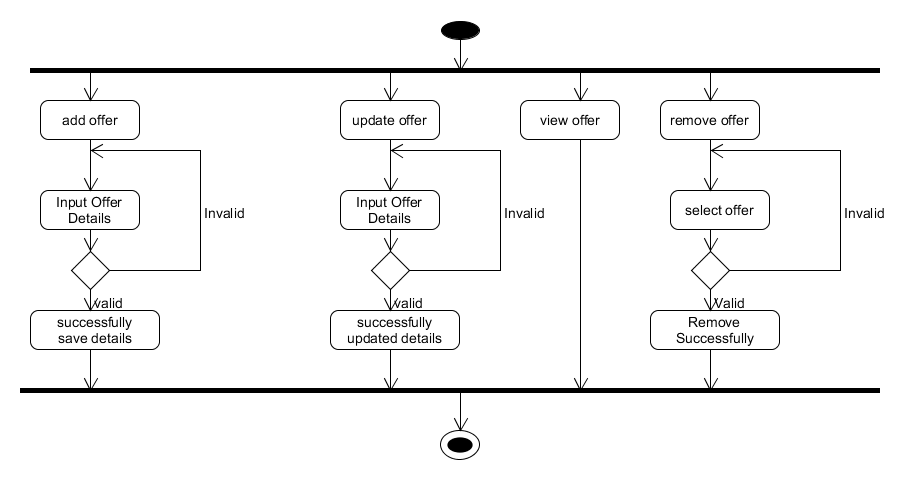 add offer
update offer
view offer
remove offer
Input Offer
Details
Invalid
Input Offer
Details
Invalid
select offer
Invalid
valid
valid
Valid
successfully
save details
successfully
updated details
Remove
Successfully